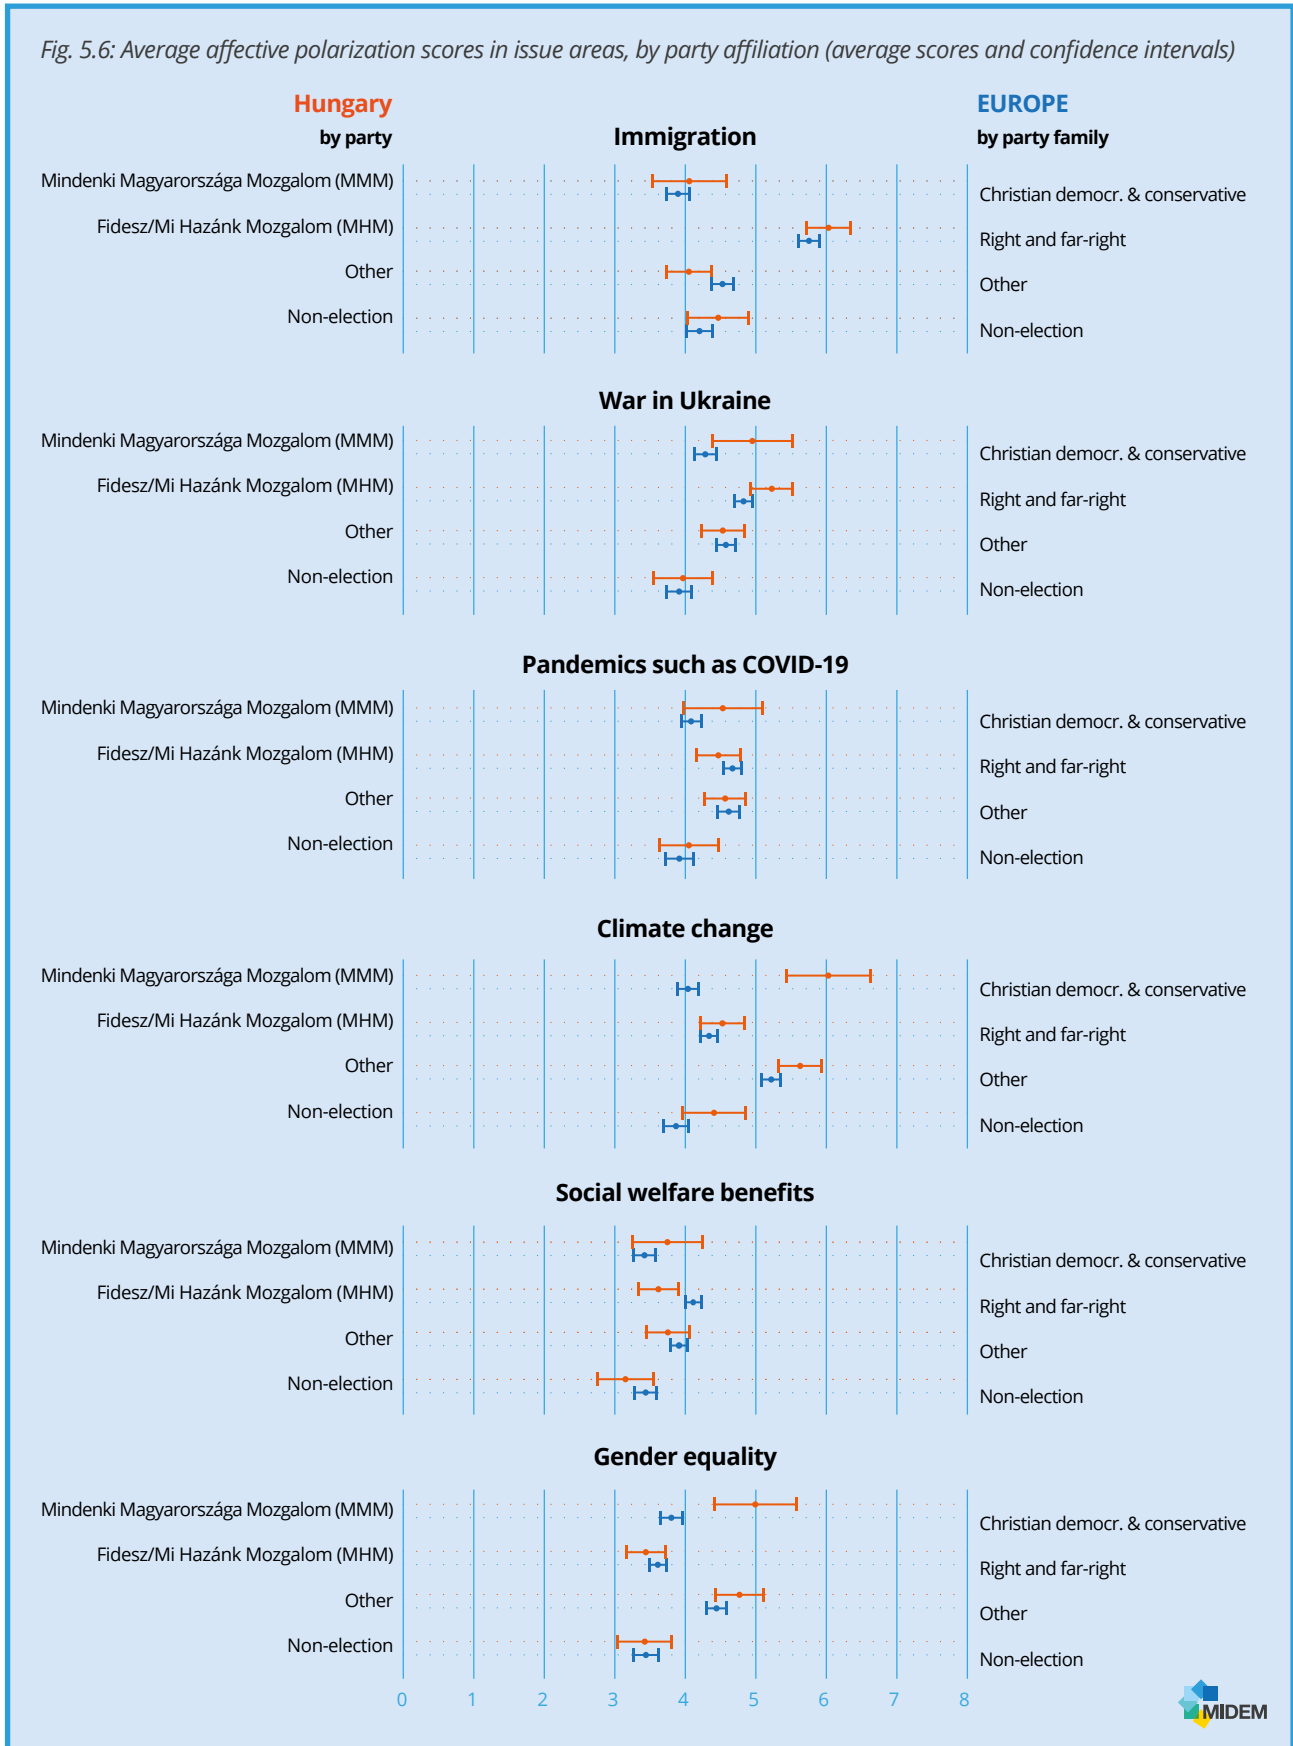 Fig. 5.6: Average affective polarization scores in issue areas, by party affiliation (average scores and confidence intervals)
Hungary
by party
EUROPE
by party family
Immigration
Mindenki Magyarországa Mozgalom (MMM)
Christian democr. & conservative
Fidesz/Mi Hazánk Mozgalom (MHM)
Right and far-right
Other
Other
Non-election
Non-election
War in Ukraine
Mindenki Magyarországa Mozgalom (MMM)
Christian democr. & conservative
Fidesz/Mi Hazánk Mozgalom (MHM)
Right and far-right
Other
Other
Non-election
Non-election
Pandemics such as COVID-19
Mindenki Magyarországa Mozgalom (MMM)
Christian democr. & conservative
Fidesz/Mi Hazánk Mozgalom (MHM)
Right and far-right
Other
Other
Non-election
Non-election
Climate change
Mindenki Magyarországa Mozgalom (MMM)
Christian democr. & conservative
Fidesz/Mi Hazánk Mozgalom (MHM)
Right and far-right
Other
Other
Non-election
Non-election
Social welfare benefits
Mindenki Magyarországa Mozgalom (MMM)
Christian democr. & conservative
Fidesz/Mi Hazánk Mozgalom (MHM)
Right and far-right
Other
Other
Non-election
Non-election
Gender equality
Mindenki Magyarországa Mozgalom (MMM)
Christian democr. & conservative
Fidesz/Mi Hazánk Mozgalom (MHM)
Right and far-right
Other
Other
Non-election
Non-election
0 1 2 3 4 5 6 7 8
MIDEM